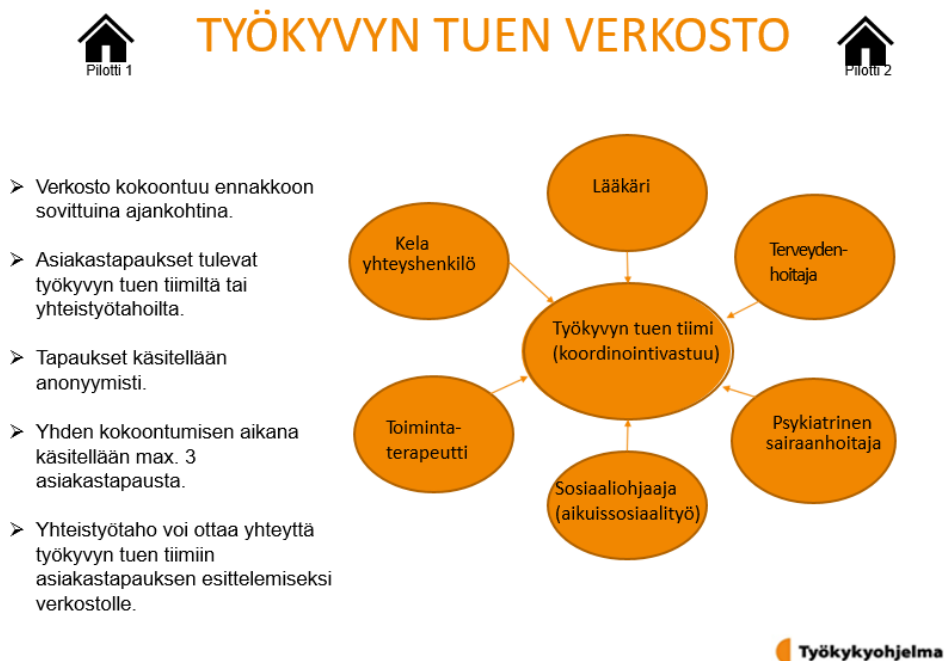 TYÖKYVYN TUEN VERKOSTO
Pilotti 1
Pilotti 2
Verkosto kokoontuu ennakkoon
sovittuina ajankohtina.
Asiakastapaukset tulevat
työkyvyn tuen tiimiltä tai
yhteistyötahoilta.
Tapaukset käsitellään
anonyymisti.
Yhden kokoontumisen aikana
käsitellään max. 3
asiakastapausta.
Yhteistyötaho voi ottaa yhteyttä
työkyvyn tuen tiimiin
asiakastapauksen esittelemiseksi
verkostolle.
Lääkäri
Kela
yhteyshenkilö
Terveyden-
hoitaja
Työkyvyn tuen tiimi
(koordinointivastuu)
Toiminta-
terapeutti
Psykiatrinen
sairaanhoitaja
Sosiaaliohjaaja
(aikuissosiaalityö)
Työkykyohjelma